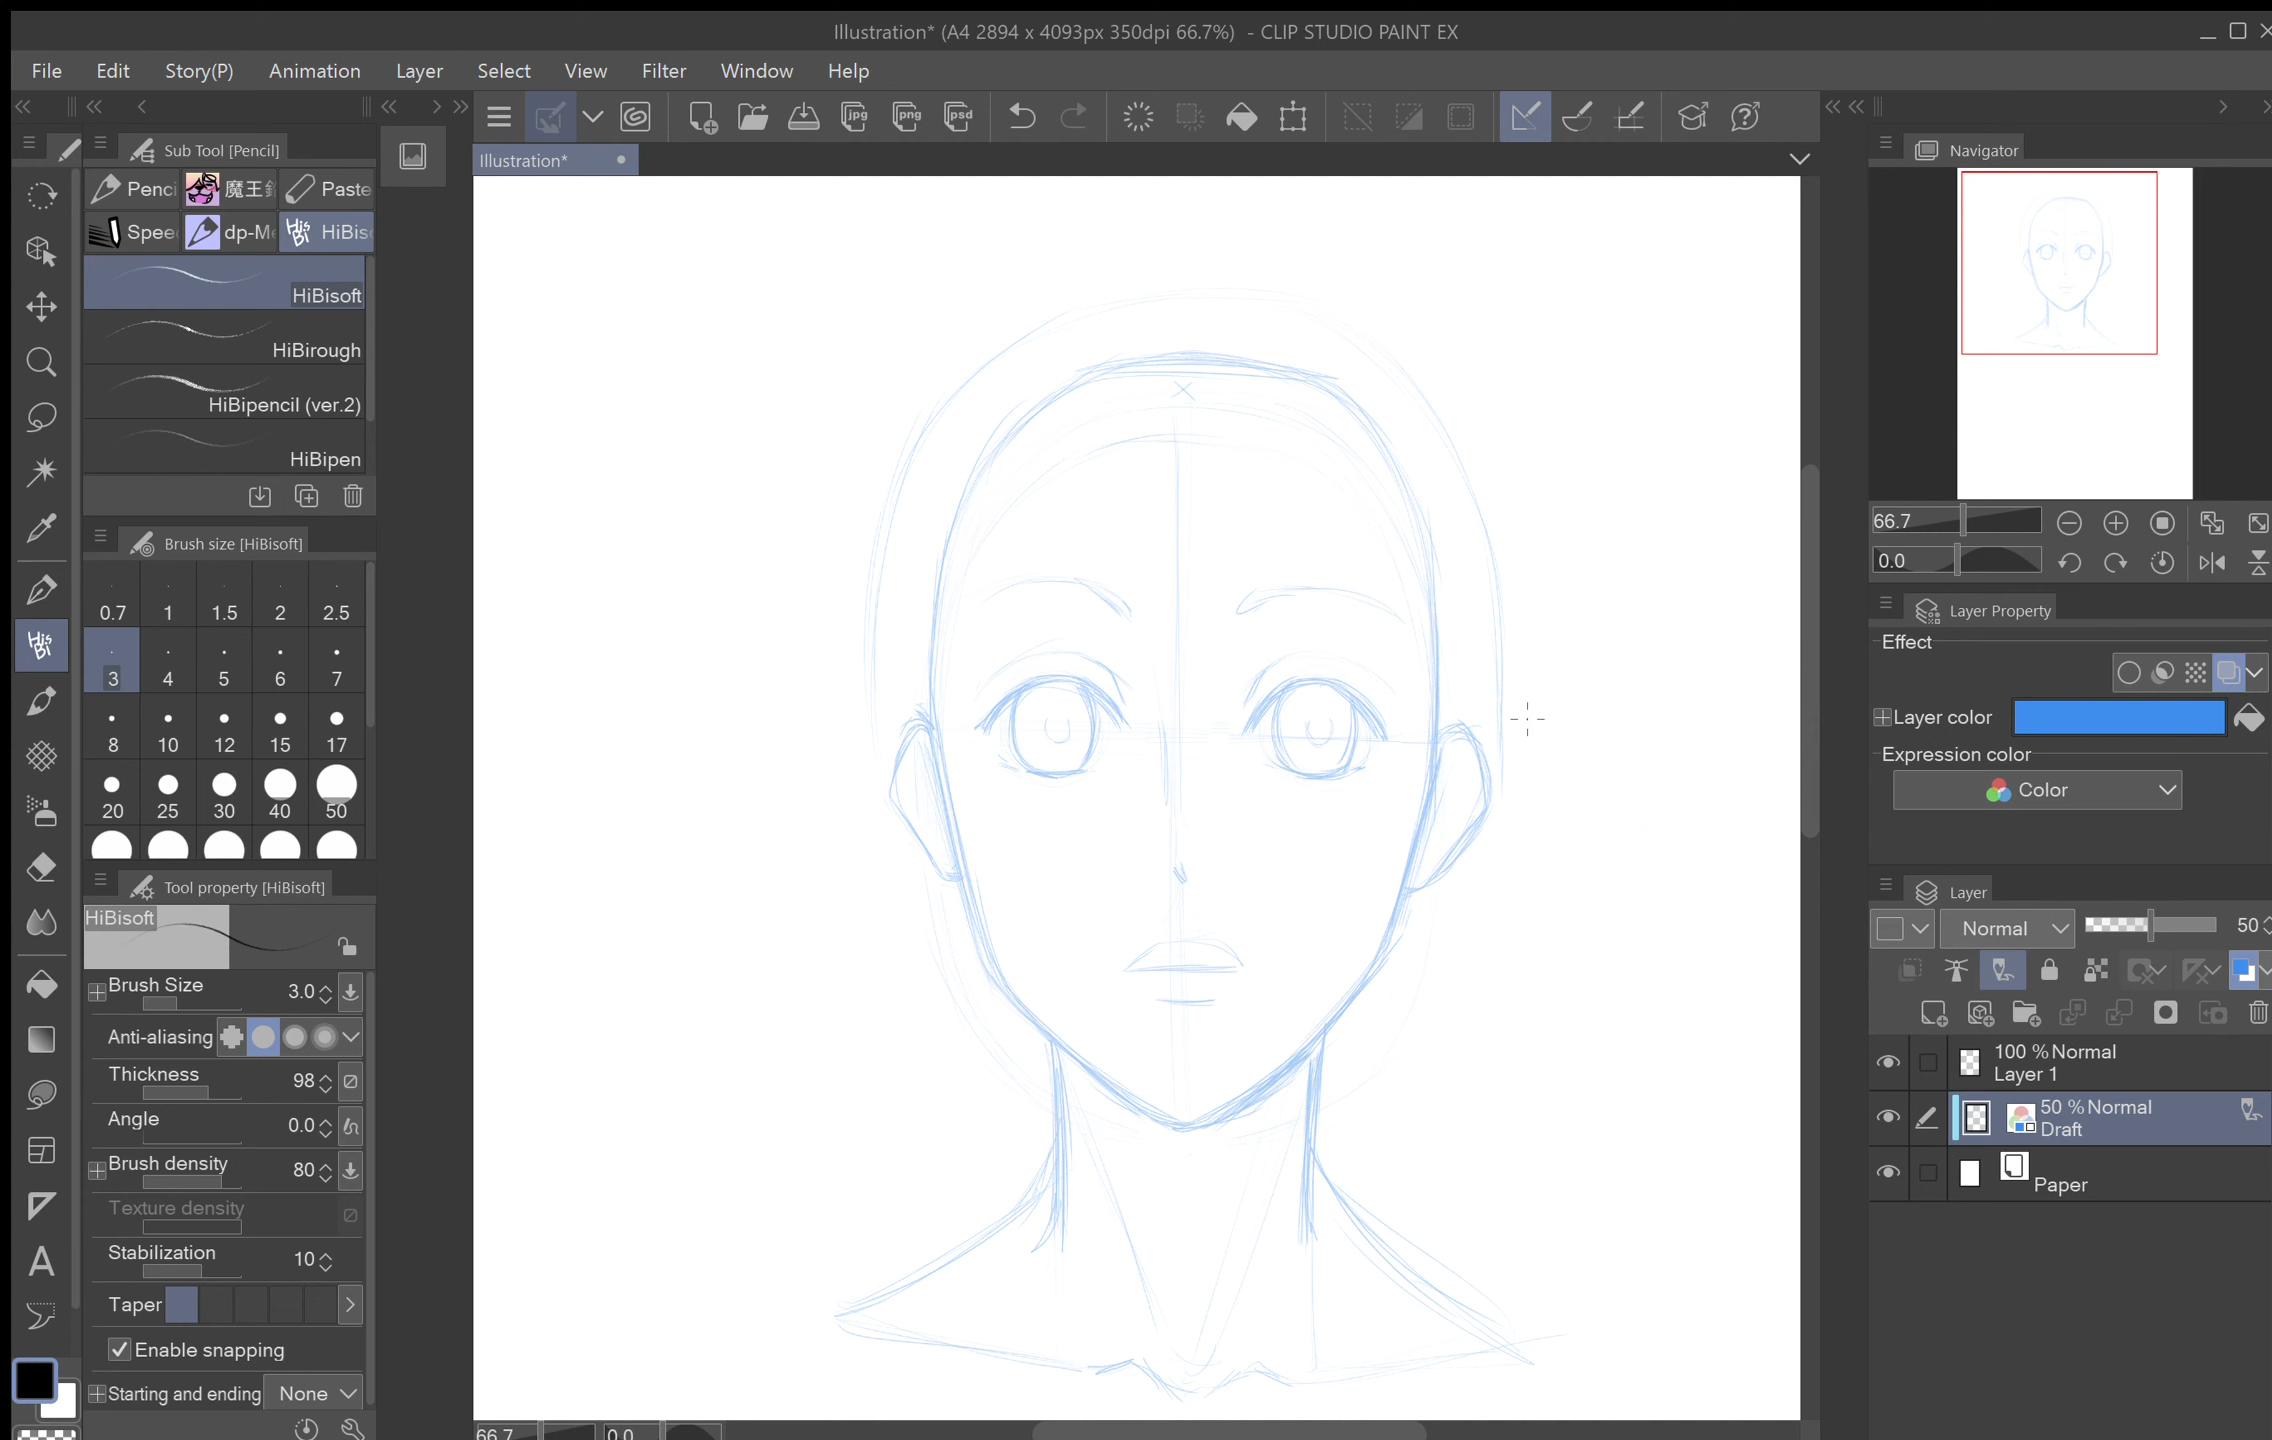 Illustration* (A4 2894 x 4093px 350dpi 66.7%)  - CLIP STUDIO PAINT EX
File Edit Story(P) Animation Layer Select View Filter Window Help
jpg png psd
Illustration*
Sub Tool [Pencil]
Penci 魔王 Paste
Spee dp-Me HiBis
HiBisoft
HiBirough
HiBipencil (ver.2)
HiBipen
Brush size [HiBisoft]
0.7 1 1.5 2 2.5
3 4 5 6 7
8 10 12 15 17
20 25 30 40 50
Tool property [HiBisoft]
HiBisoft
Brush Size 3.0
Anti-aliasing
Thickness 98
Angle 0.0
Brush density 80
Texture density
Stabilization 10
Taper
Enable snapping
Starting and ending None
66.7 0.0
Navigator
66.7
0.0
Layer Property
Effect
Layer color
Expression color
Color
Layer
Normal 50
100 %Normal
Layer 1
50 %Normal
Draft
Paper